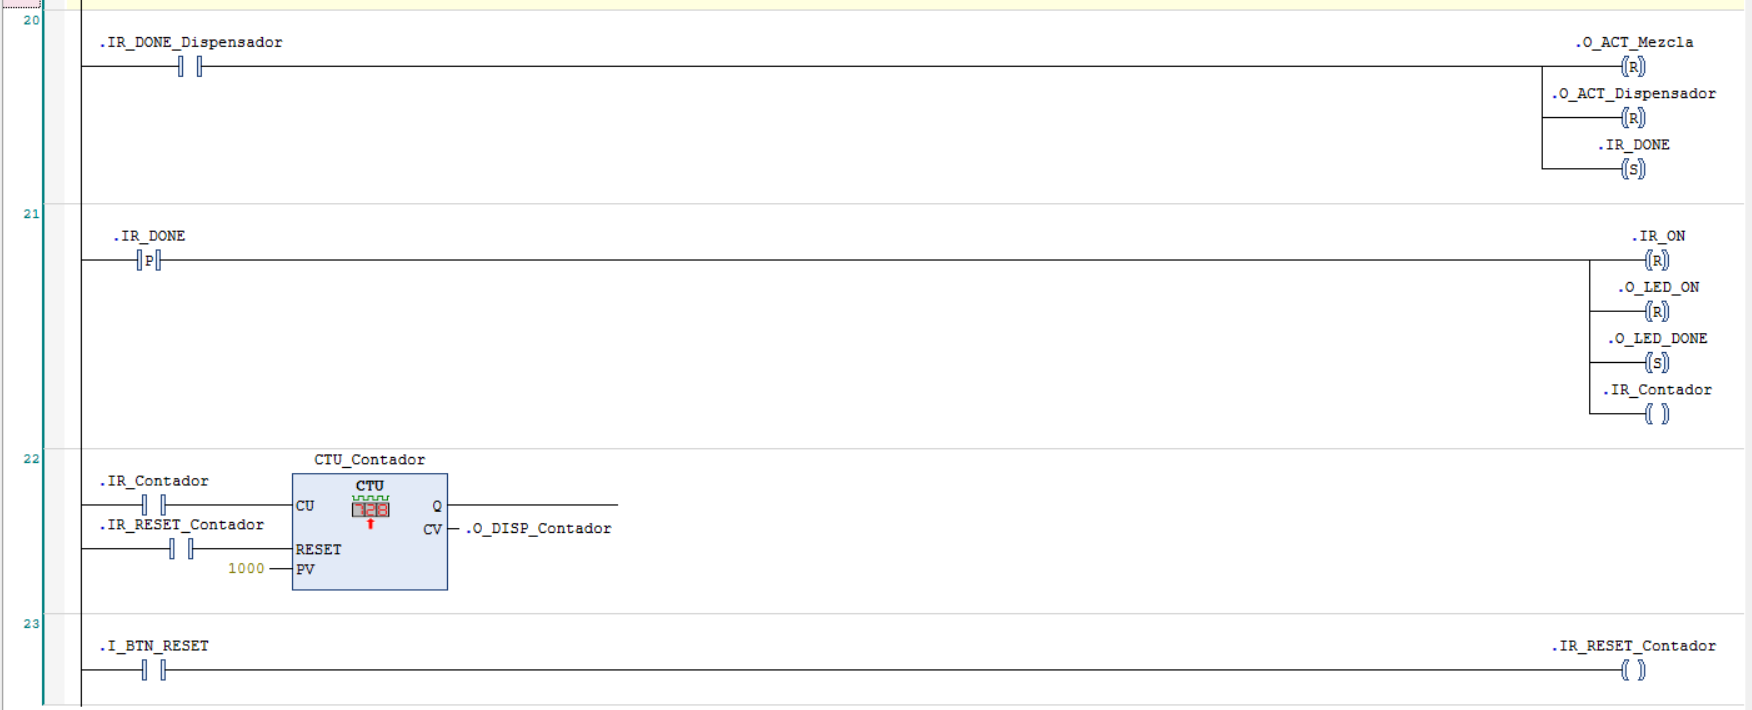 20
.IR_DONE_Dispensador
.O_ACT_Mezcla
R
.O_ACT_Dispensador
R
.IR_DONE
S
21
.IR_DONE
P
.IR_ON
R
.O_LED_ON
R
.O_LED_DONE
S
.IR_Contador
22
CTU_Contador
.IR_Contador
CTU
CU
Q
.IR_RESET_Contador
CV
.O_DISP_Contador
RESET
1000
PV
23
.I_BTN_RESET
.IR_RESET_Contador